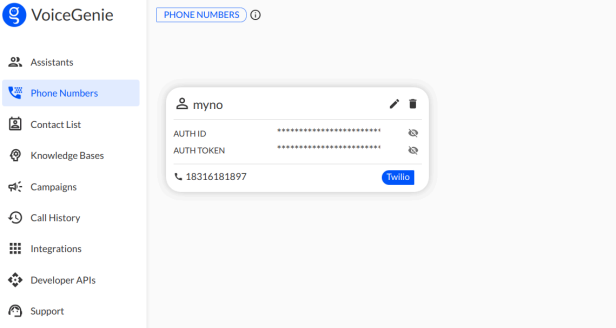 VoiceGenie
PHONE NUMBERS
Assistants
Phone Numbers
Contact List
Knowledge Bases
Campaigns
Call History
Integrations
Developer APIs
Support
myno
AUTH ID ************************
AUTH TOKEN ************************
18316181897 Twilio